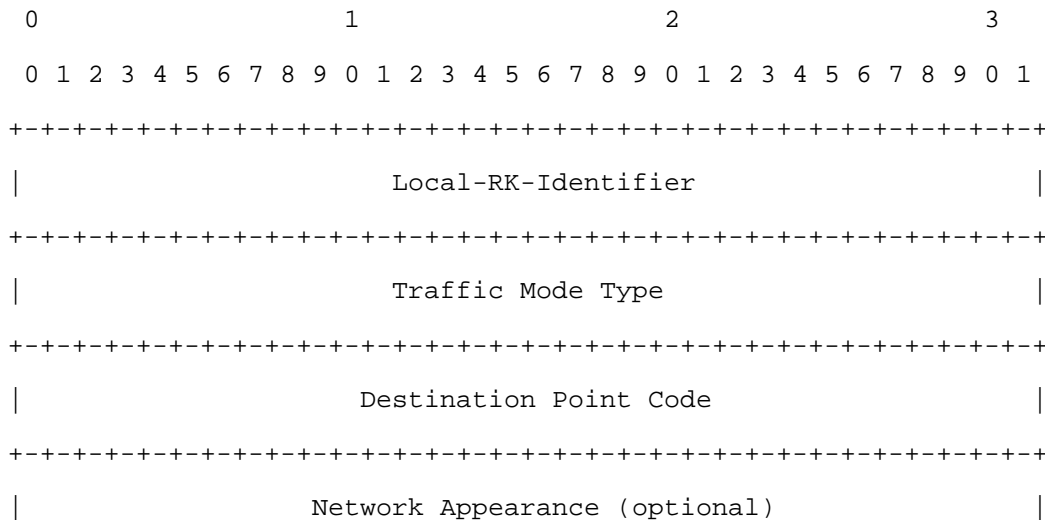 0                   1                   2                   3
 0 1 2 3 4 5 6 7 8 9 0 1 2 3 4 5 6 7 8 9 0 1 2 3 4 5 6 7 8 9 0 1
+-+-+-+-+-+-+-+-+-+-+-+-+-+-+-+-+-+-+-+-+-+-+-+-+-+-+-+-+-+-+-+-+
|                       Local-RK-Identifier                     |
+-+-+-+-+-+-+-+-+-+-+-+-+-+-+-+-+-+-+-+-+-+-+-+-+-+-+-+-+-+-+-+-+
|                       Traffic Mode Type                       |
+-+-+-+-+-+-+-+-+-+-+-+-+-+-+-+-+-+-+-+-+-+-+-+-+-+-+-+-+-+-+-+-+
|                     Destination Point Code                    |
+-+-+-+-+-+-+-+-+-+-+-+-+-+-+-+-+-+-+-+-+-+-+-+-+-+-+-+-+-+-+-+-+
|                  Network Appearance (optional)                |